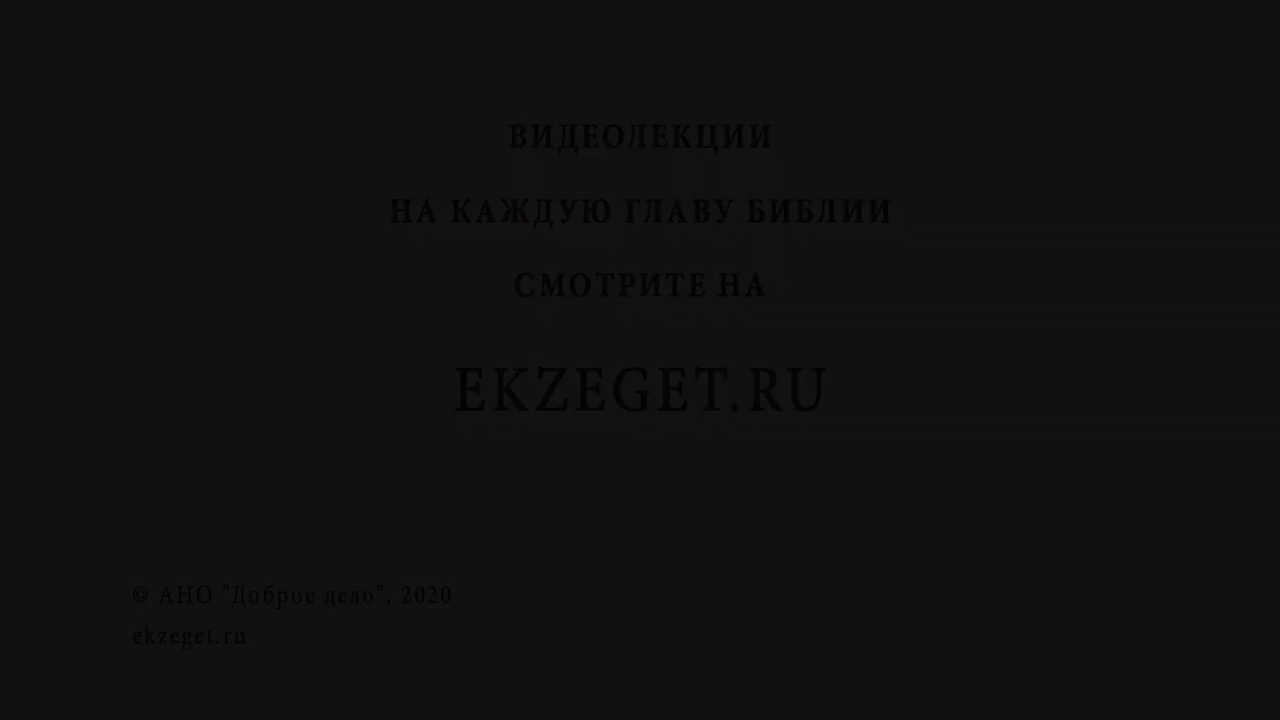 ВИДЕОЛЕКЦИИ
НА КАЖДУЮ ГЛАВУ БИБЛИИ
СМОТРИТЕ НА
EKZEGET.RU
© АНО "Доброе дело", 2020
ekzeget.ru